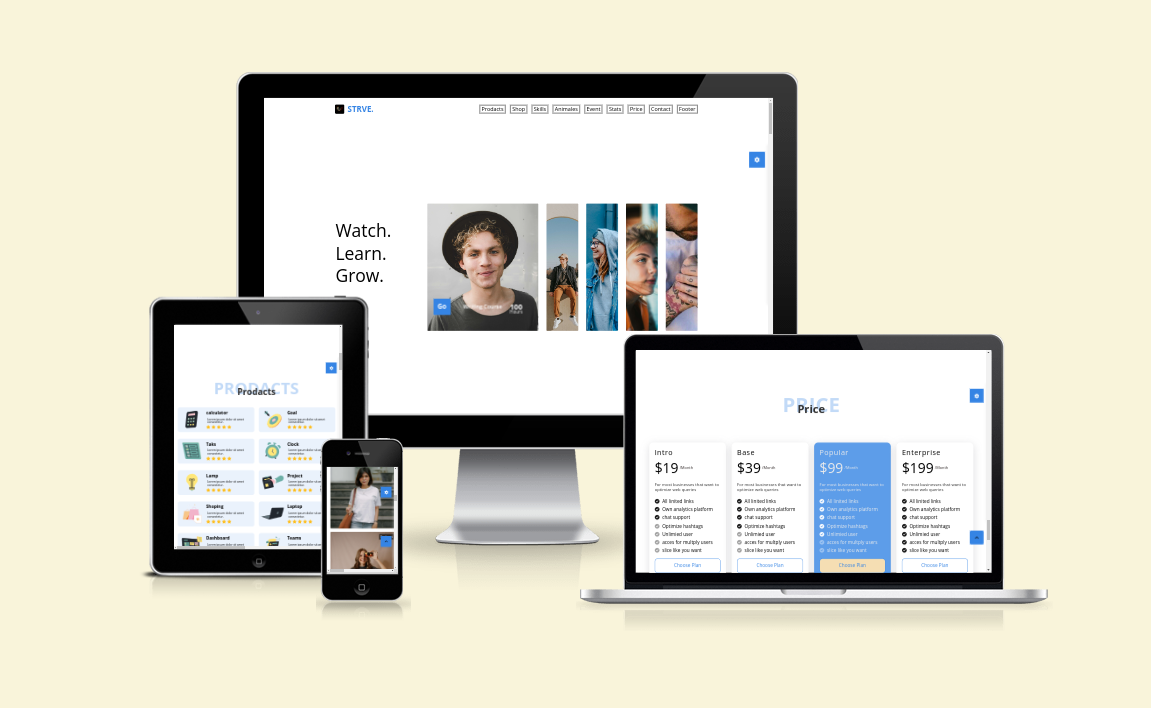 STRVE.
Products Shop Skills Animales Event Stats Price Contact Footer
Watch.
Learn.
Grow.
Go
100
Hours
PRODACTS
Prodacts
calculator
Goal
Tabs
Clock
Lamp
Project
Shoping
Laptop
Dashboard
Teams
PRICE
Price
Intro
$19 /Month
For most businesses that want to
optimize web queries
All limited links
Own analytics platform
chat support
Optimize hashtags
Unlimied user
acces for multiply users
slice like you want
Choose Plan
Base
$39 /Month
For most businesses that want to
optimize web queries
All limited links
Own analytics platform
chat support
Optimize hashtags
Unlimied user
acces for multiply users
slice like you want
Choose Plan
Popular
$99 /Month
For most businesses that want to
optimize web queries
All limited links
Own analytics platform
chat support
Optimize hashtags
Unlimied user
acces for multiply users
slice like you want
Choose Plan
Enterprise
$199 /Month
For most businesses that want to
optimize web queries
All limited links
Own analytics platform
chat support
Optimize hashtags
Unlimied user
acces for multiply users
slice like you want
Choose Plan